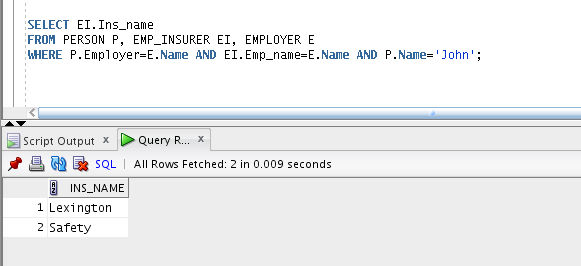 SELECT EI.Ins_name
FROM PERSON P, EMP_INSURER EI, EMPLOYER E
WHERE P.Employer=E.Name AND EI.Emp_name=E.Name AND P.Name='John';
Script Output x Query R... x
SQL | All Rows Fetched: 2 in 0.009 seconds
INS_NAME
1 Lexington
2 Safety